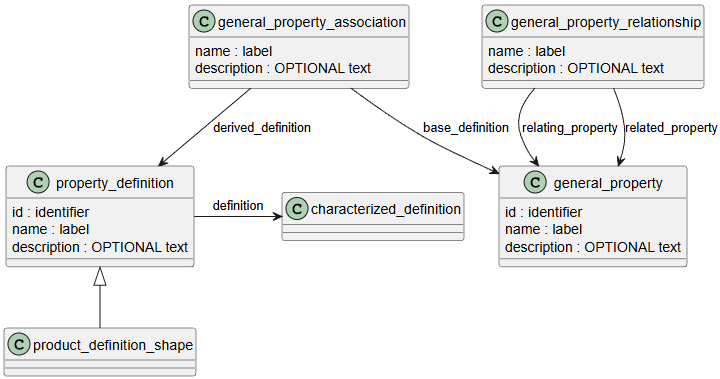 C general_property_association
name : label
description : OPTIONAL text
C general_property_relationship
name : label
description : OPTIONAL text
derived_definition
base_definition
relating_property
related_property
C property_definition
id : identifier
name : label
description : OPTIONAL text
definition
C characterized_definition
C general_property
id : identifier
name : label
description : OPTIONAL text
C product_definition_shape